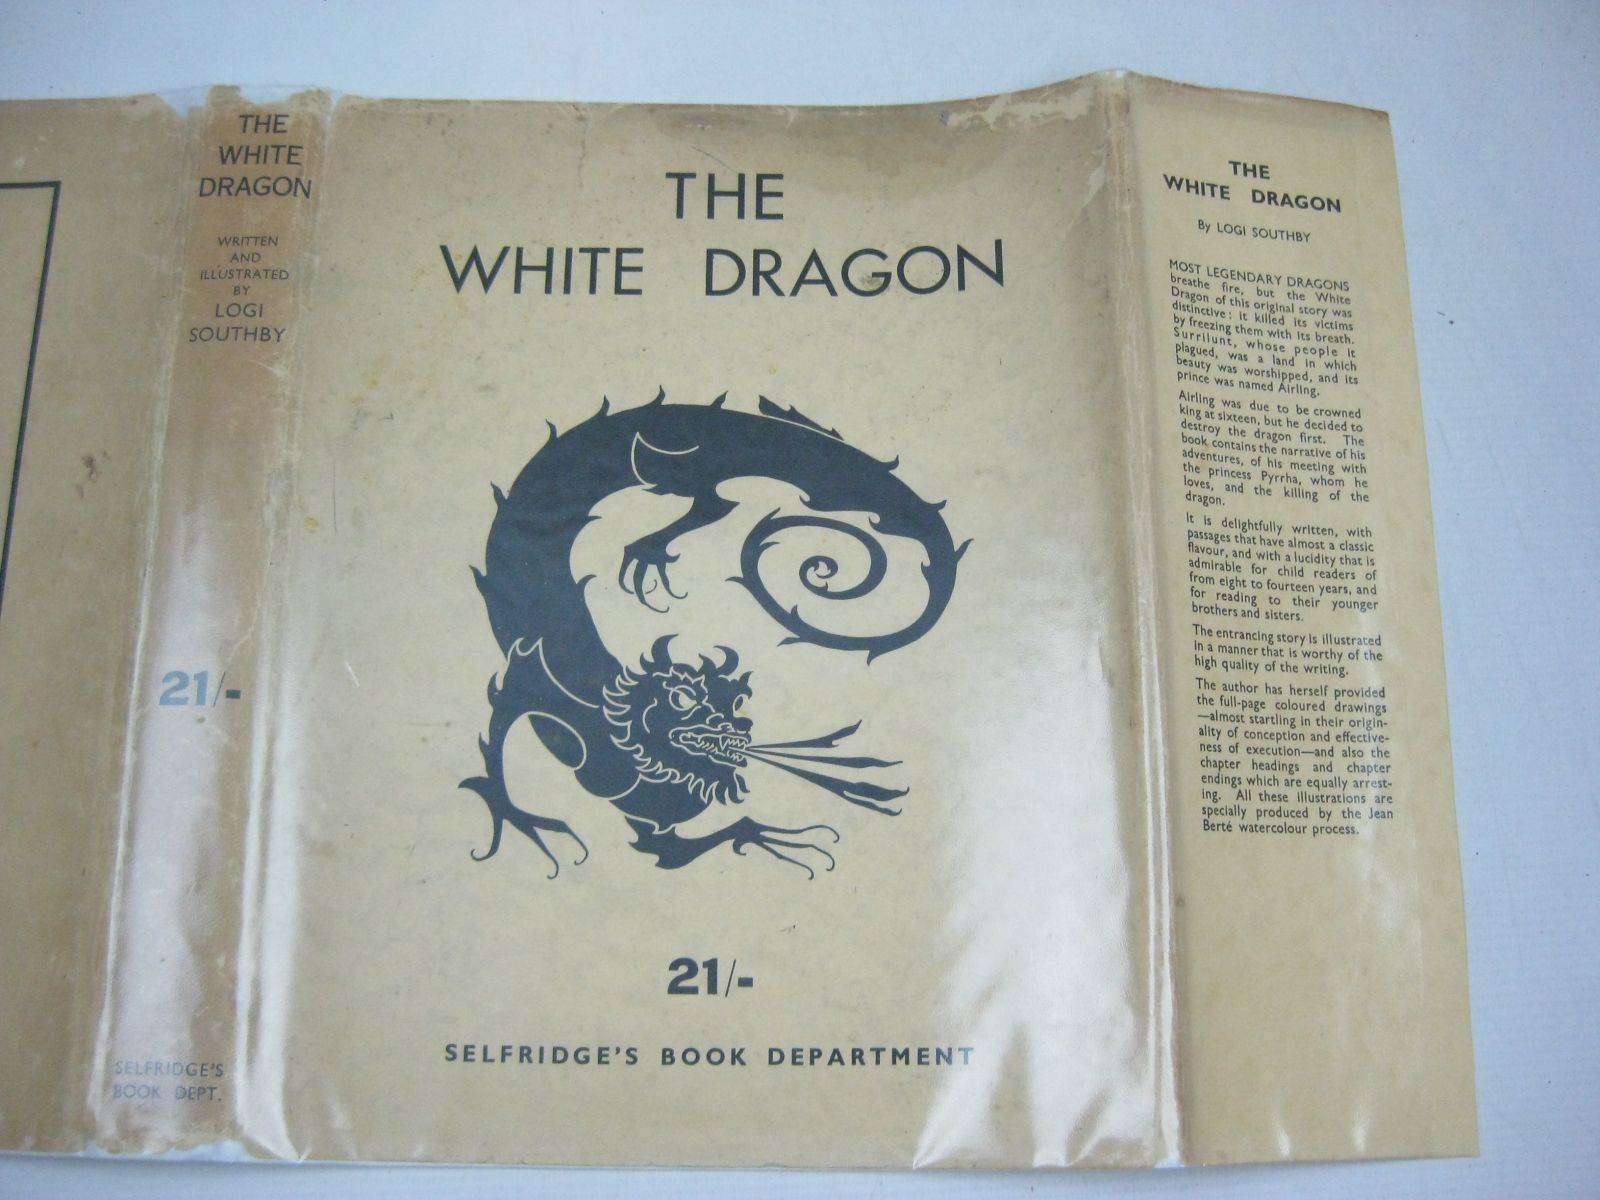 THE
WHITE
DRAGON
WRITTEN
AND
ILLUSTRATED
BY
LOGI
SOUTHBY
21/-
SELFRIDGE'S
BOOK DEPT.
THE
WHITE DRAGON
21/-
SELFRIDGE'S BOOK DEPARTMENT
THE
WHITE DRAGON
By LOGI SOUTHBY
MOST LEGENDARY DRAGONS
breathe fire, but the White
Dragon of this original story was
distinctive: it killed its victims
by freezing them with its breath.
Surrilunt, whose people it
plagued, was a land in which
beauty was worshipped, and its
prince was named Airling.
Airling was due to be crowned
king at sixteen, but he decided to
destroy the dragon first. The
book contains the narrative of his
adventures, of his meeting with
the princess Pyrrha, whom he
loves, and the killing of the
dragon.
It is delightfully written, with
passages that have almost a classic
flavour, and with a lucidity that is
admirable for child readers of
from eight to fourteen years, and
for reading to their younger
brothers and sisters.
The entrancing story is illustrated
in a manner that is worthy of the
high quality of the writing.
The author has herself provided
the full-page coloured drawings
—almost startling in their origin-
ality of conception and effective-
ness of execution—and also the
chapter headings and chapter
endings which are equally arrest-
ing. All these illustrations are
specially produced by the Jean
Berté watercolour process.